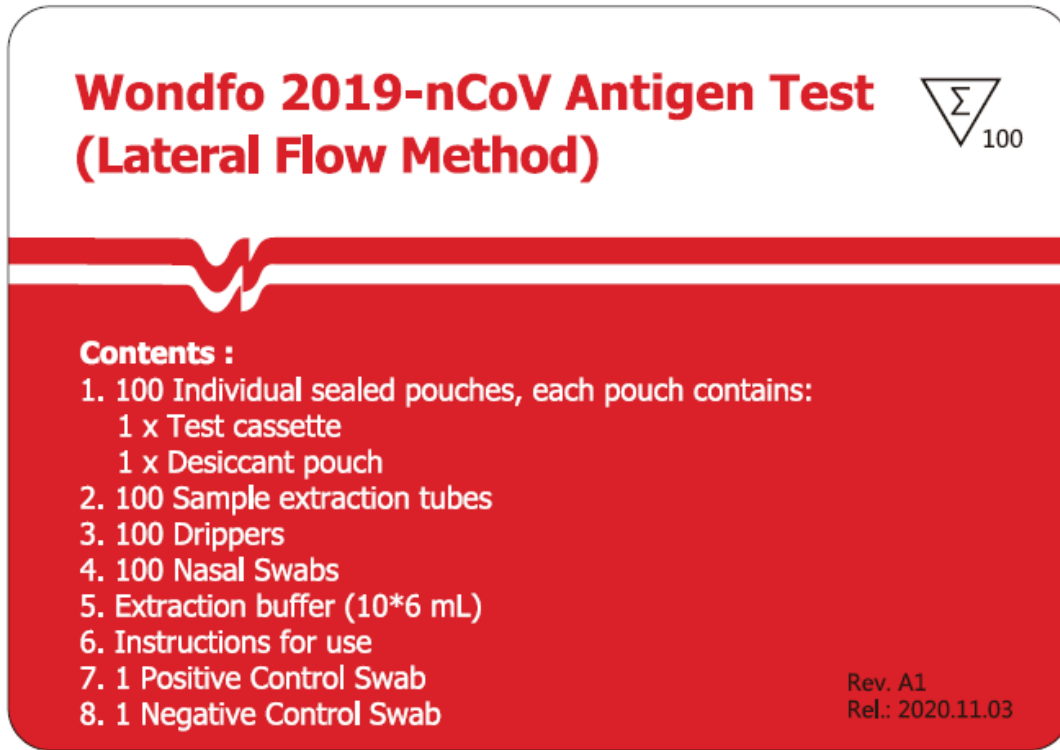 Wondfo 2019-nCoV Antigen Test
(Lateral Flow Method)
Σ
100
Contents :
1. 100 Individual sealed pouches, each pouch contains:
1 x Test cassette
1 x Desiccant pouch
2. 100 Sample extraction tubes
3. 100 Drippers
4. 100 Nasal Swabs
5. Extraction buffer (10*6 mL)
6. Instructions for use
7. 1 Positive Control Swab
8. 1 Negative Control Swab
Rev. A1
Rel.: 2020.11.03